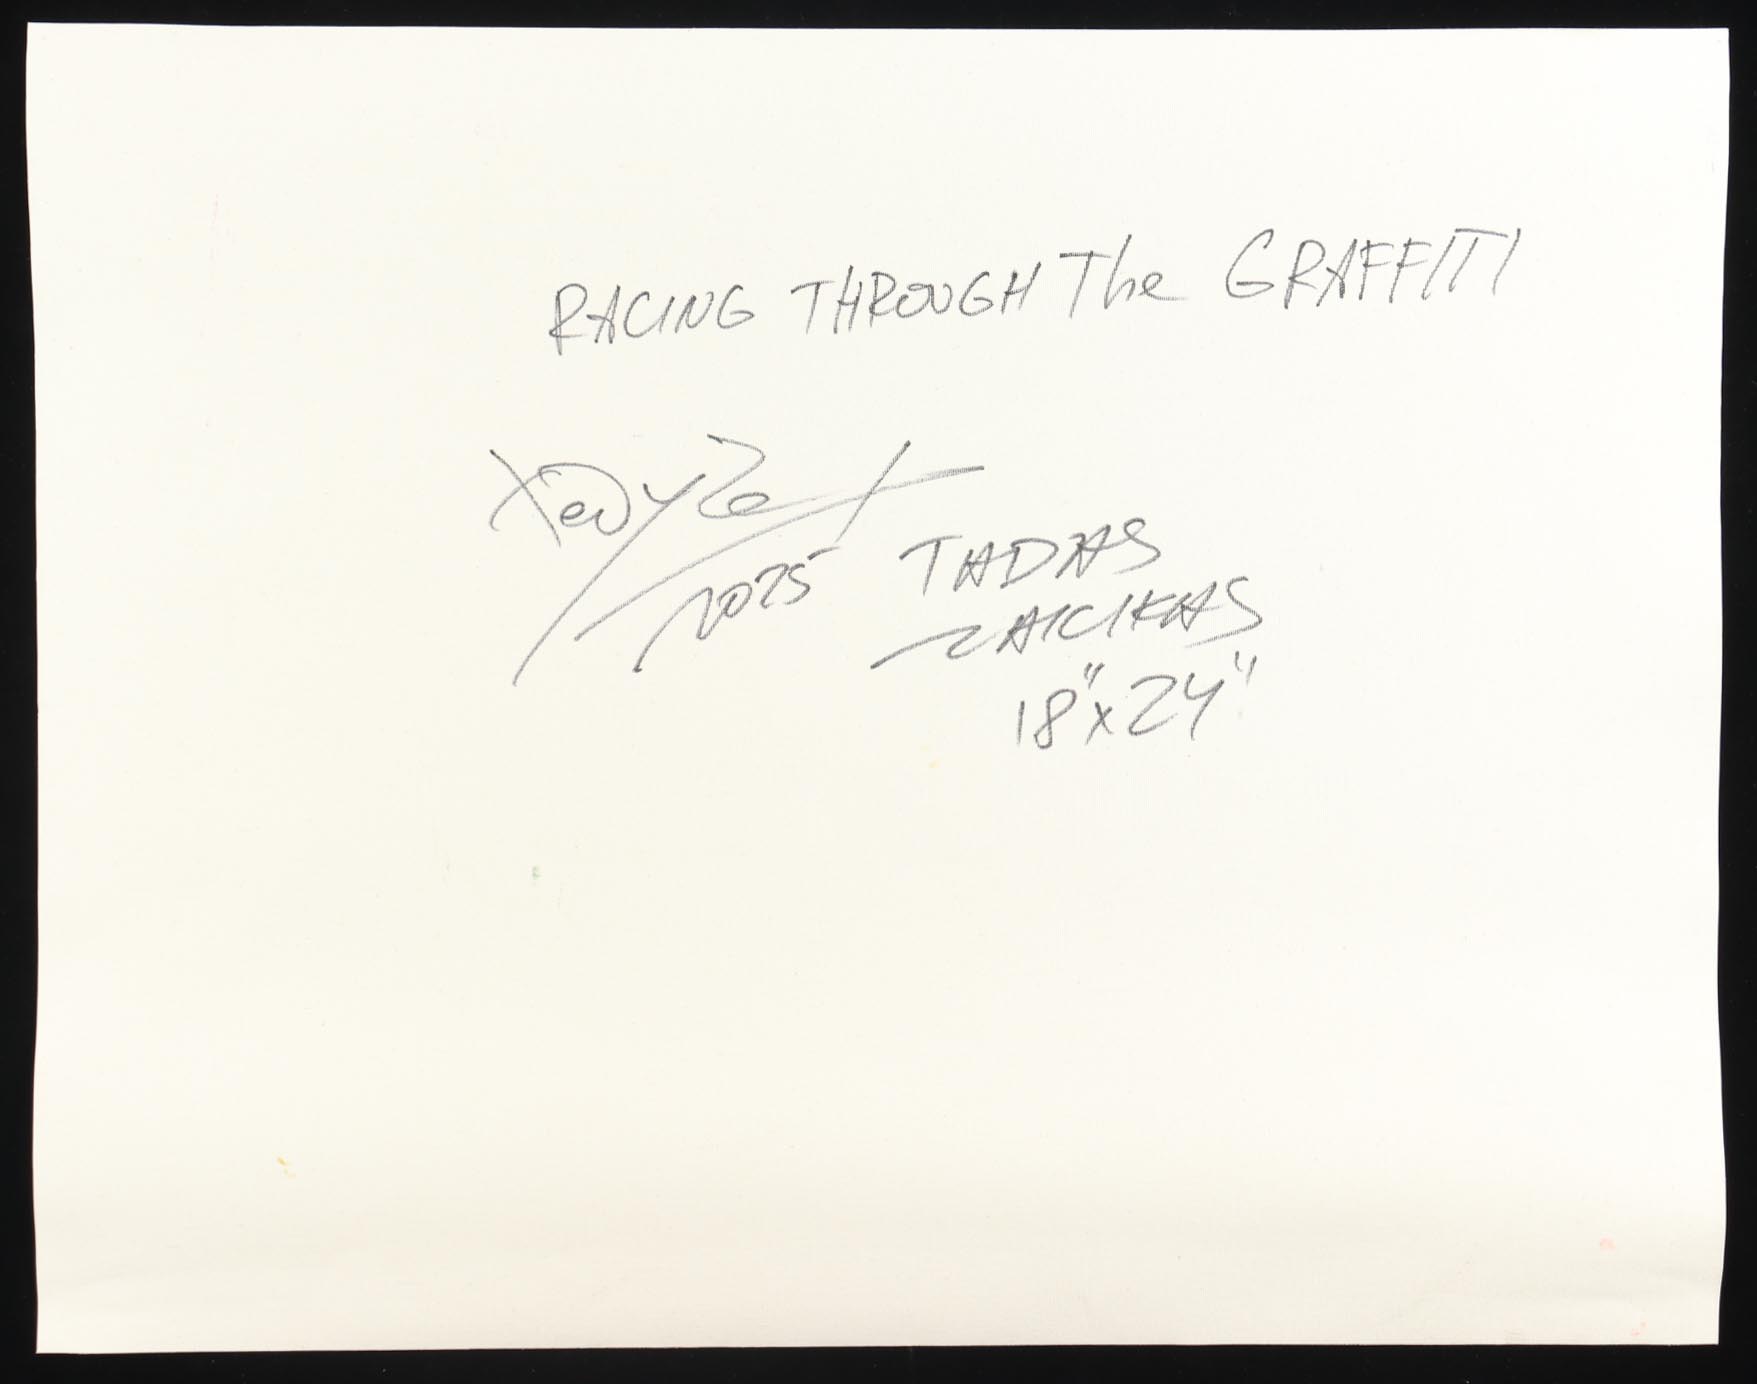 RACING THROUGH The GRAFFITI
2025 TADAS
ZAICIKAS
18"x24"